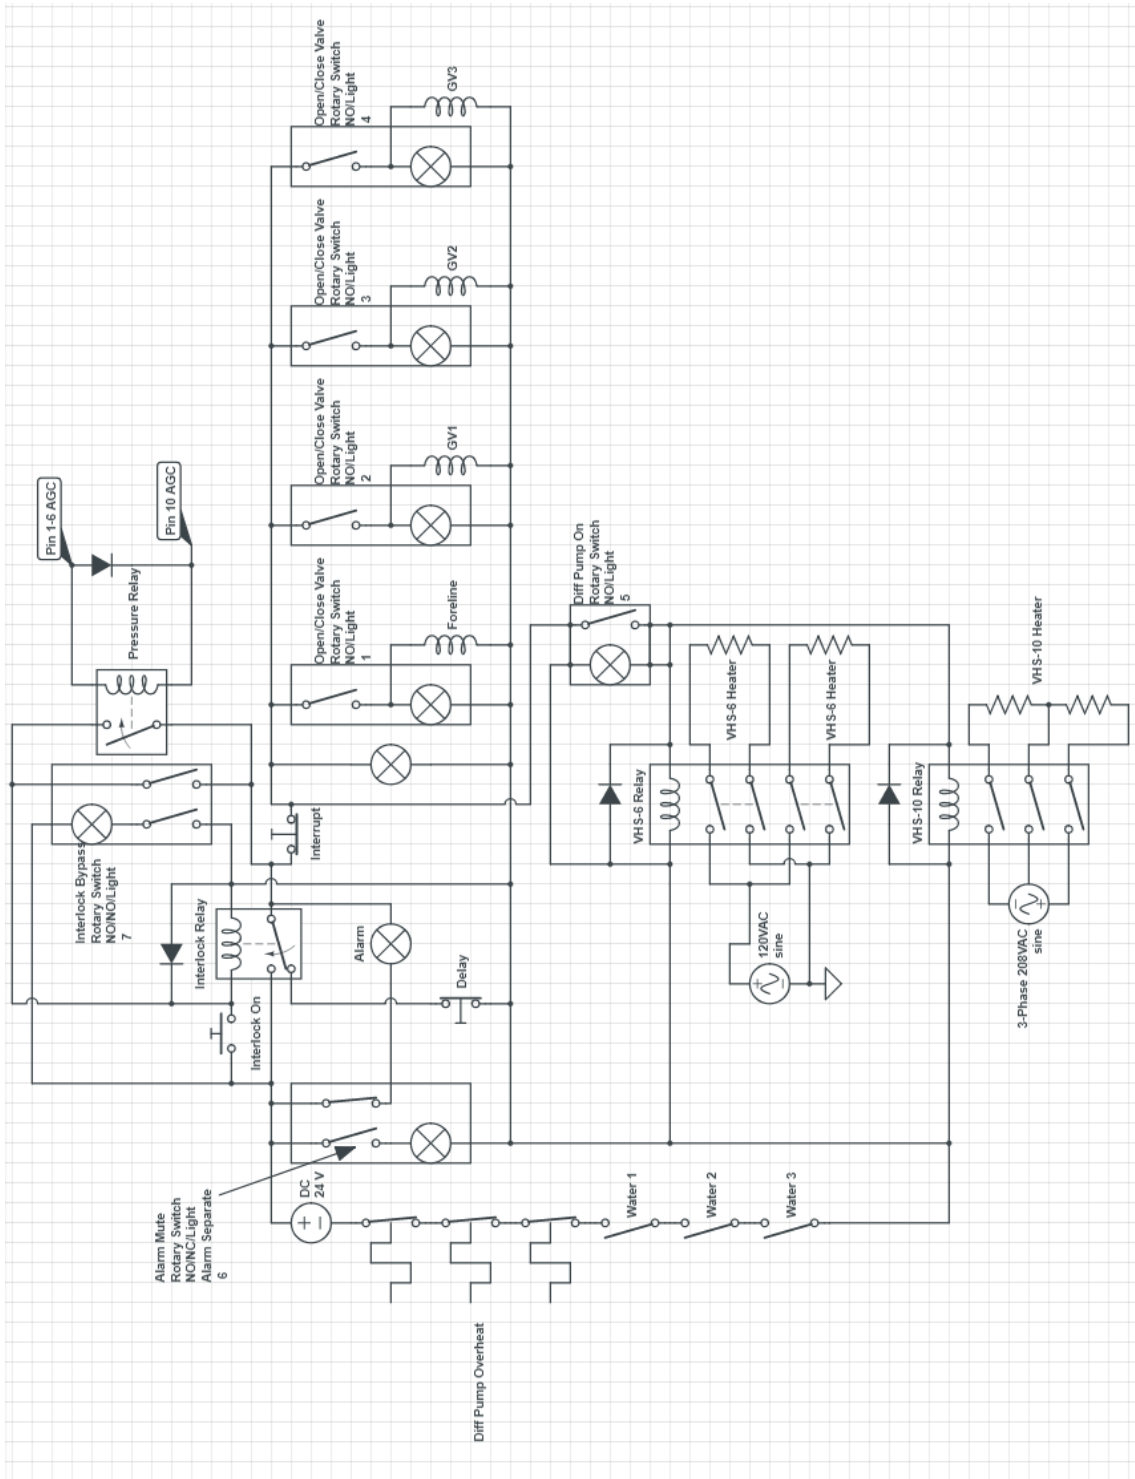 Open/Close Valve
Rotary Switch
NO/Light
4
GV3
Open/Close Valve
Rotary Switch
NO/Light
3
GV2
Open/Close Valve
Rotary Switch
NO/Light
2
GV1
Open/Close Valve
Rotary Switch
NO/Light
1
Foreline
Pin 1-6 AGC
Pin 10 AGC
Pressure Relay
Interlock Bypass
Rotary Switch
NO/NO/Light
7
Interrupt
Interlock Relay
Interlock On
Alarm
Delay
Diff Pump On
Rotary Switch
NO/Light
5
VHS-6 Heater
VHS-6 Heater
VHS-6 Relay
VHS-10 Heater
VHS-10 Relay
120VAC
sine
3-Phase 208VAC
sine
DC
24 V
Alarm Mute
Rotary Switch
NO/NC/Light
Alarm Separate
6
Water 1
Water 2
Water 3
Diff Pump Overheat